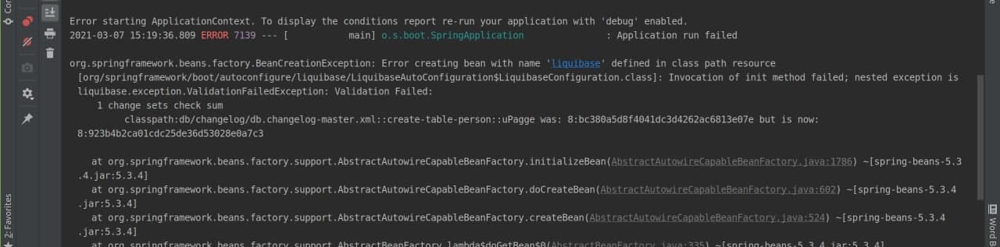 Error starting ApplicationContext. To display the conditions report re-run your application with 'debug' enabled.
2021-03-07 15:19:36.809 ERROR 7139 --- [           main] o.s.boot.SpringApplication               : Application run failed
org.springframework.beans.factory.BeanCreationException: Error creating bean with name 'liquibase' defined in class path resource
[org/springframework/boot/autoconfigure/liquibase/LiquibaseAutoConfiguration$LiquibaseConfiguration.class]: Invocation of init method failed; nested exception is
liquibase.exception.ValidationFailedException: Validation Failed:
1 change sets check sum
classpath:db/changelog/db.changelog-master.xml::create-table-person::uPagge was: 8:bc380a5d8f4041dc3d4262ac6813e07e but is now:
8:923b4b2ca01cdc25de36d53028e0a7c3
at org.springframework.beans.factory.support.AbstractAutowireCapableBeanFactory.initializeBean(AbstractAutowireCapableBeanFactory.java:1786) ~[spring-beans-5.3
.4.jar:5.3.4]
at org.springframework.beans.factory.support.AbstractAutowireCapableBeanFactory.doCreateBean(AbstractAutowireCapableBeanFactory.java:602) ~[spring-beans-5.3.4
.jar:5.3.4]
at org.springframework.beans.factory.support.AbstractAutowireCapableBeanFactory.createBean(AbstractAutowireCapableBeanFactory.java:524) ~[spring-beans-5.3.4
.jar:5.3.4]
at org.springframework.beans.factory.support.AbstractBeanFactory.lambda$doGetBean$0(AbstractBeanFactory.java:335) ~[spring-beans-5.3.4.jar:5.3.4]
2: Favorites